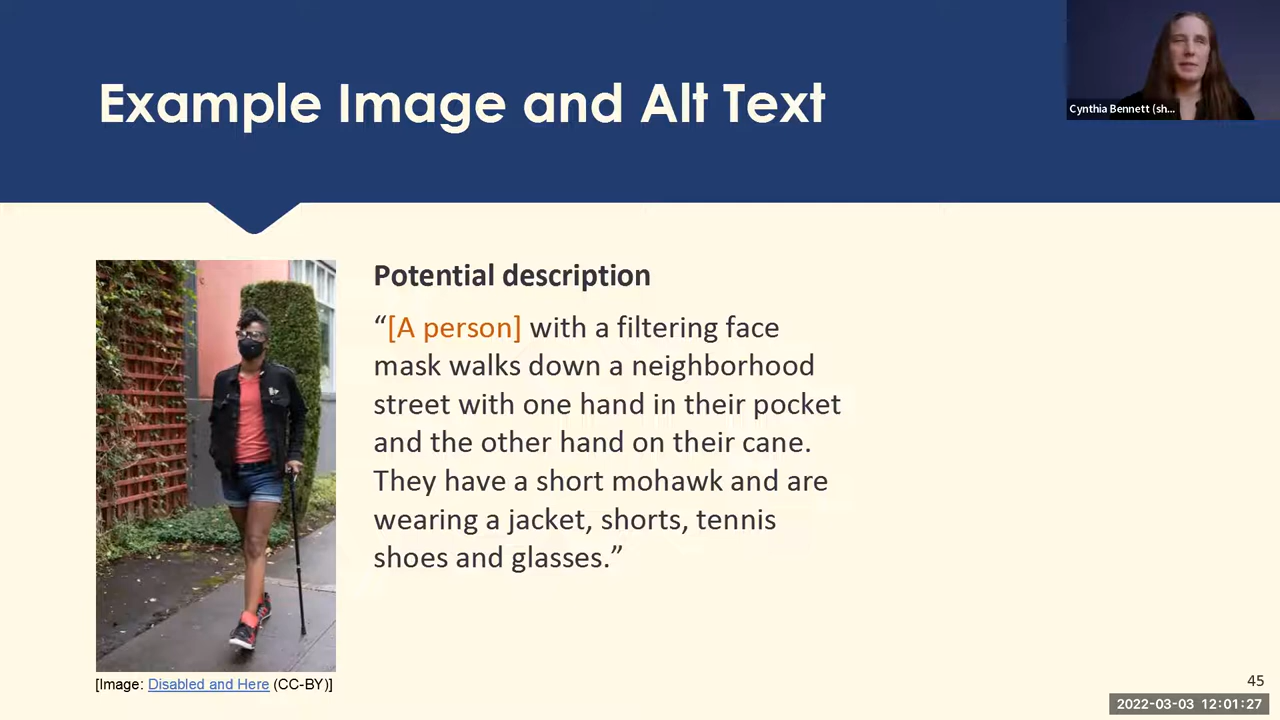 Example Image and Alt Text
Cynthia Bennett (sh...
Potential description
“[A person] with a filtering face
mask walks down a neighborhood
street with one hand in their pocket
and the other hand on their cane.
They have a short mohawk and are
wearing a jacket, shorts, tennis
shoes and glasses.”
[Image: Disabled and Here (CC-BY)]
45
2022-03-03 12:01:27